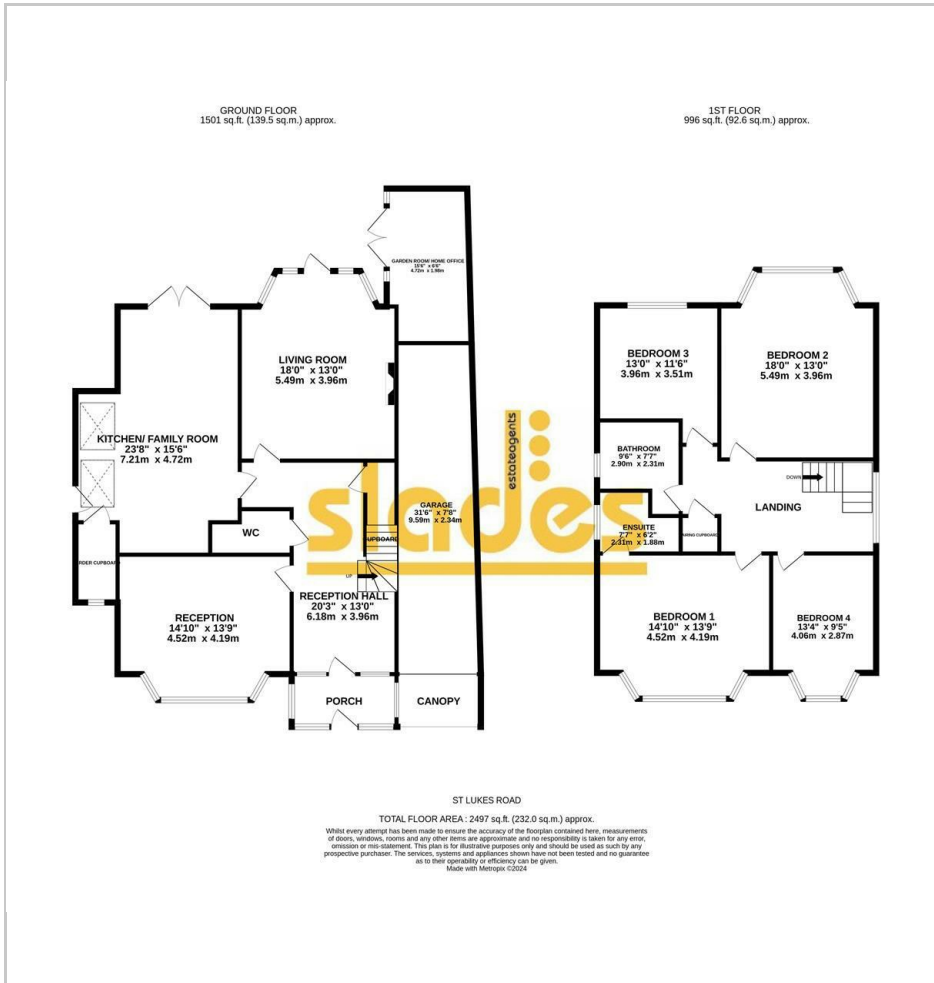 GROUND FLOOR
1501 sq.ft. (139.5 sq.m.) approx.
1ST FLOOR
996 sq.ft. (92.6 sq.m.) approx.
GARDEN ROOM/ HOME OFFICE
15'6" x 6'6"
4.72m x 1.98m
LIVING ROOM
18'0" x 13'0"
5.49m x 3.96m
KITCHEN/ FAMILY ROOM
23'8" x 15'6"
7.21m x 4.72m
GARAGE
31'6" x 7'8"
9.59m x 2.34m
WC
CUPBOARD
RDER CUPBOARD
UP
RECEPTION HALL
20'3" x 13'0"
6.18m x 3.96m
RECEPTION
14'10" x 13'9"
4.52m x 4.19m
PORCH
CANOPY
slades
estateagents
BEDROOM 3
13'0" x 11'6"
3.96m x 3.51m
BEDROOM 2
18'0" x 13'0"
5.49m x 3.96m
BATHROOM
9'6" x 7'7"
2.90m x 2.31m
DOWN
LANDING
ENSUITE
7'7" x 6'2"
2.31m x 1.88m
IRING CUPBOARD
BEDROOM 1
14'10" x 13'9"
4.52m x 4.19m
BEDROOM 4
13'4" x 9'5"
4.06m x 2.87m
ST LUKES ROAD
TOTAL FLOOR AREA : 2497 sq.ft. (232.0 sq.m.) approx.
Whilst every attempt has been made to ensure the accuracy of the floorplan contained here, measurements
of doors, windows, rooms and any other items are approximate and no responsibility is taken for any error,
omission or mis-statement. This plan is for illustrative purposes only and should be used as such by any
prospective purchaser. The services, systems and appliances shown have not been tested and no guarantee
as to their operability or efficiency can be given.
Made with Metropix ©2024